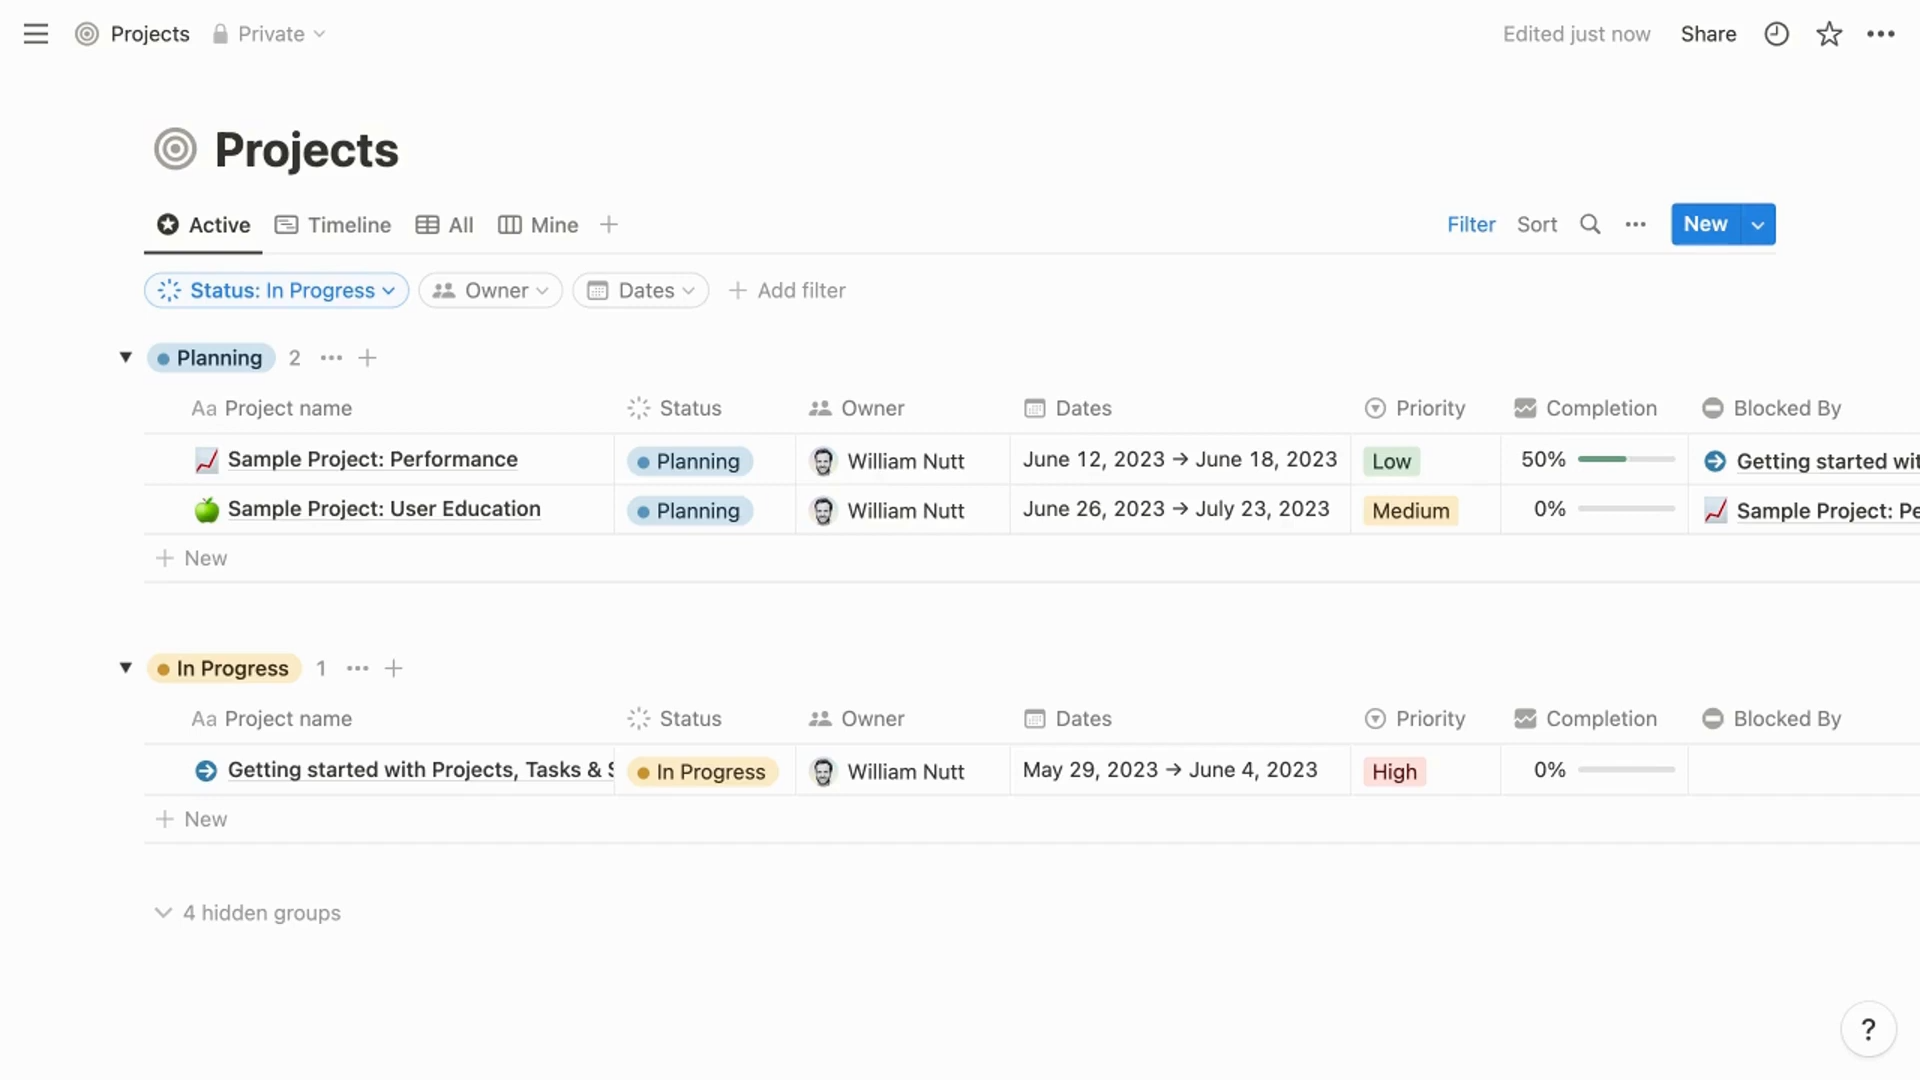 Projects Private Edited just now Share
Projects
Active Timeline All Mine Filter Sort New
Status: In Progress Owner Dates + Add filter
Planning 2 ••• +
Aa Project name Status Owner Dates Priority Completion Blocked By
Sample Project: Performance Planning William Nutt June 12, 2023 → June 18, 2023 Low 50% Getting started wit
Sample Project: User Education Planning William Nutt June 26, 2023 → July 23, 2023 Medium 0% Sample Project: Pe
+ New
In Progress 1 ••• +
Aa Project name Status Owner Dates Priority Completion Blocked By
Getting started with Projects, Tasks & S In Progress William Nutt May 29, 2023 → June 4, 2023 High 0%
+ New
4 hidden groups
?